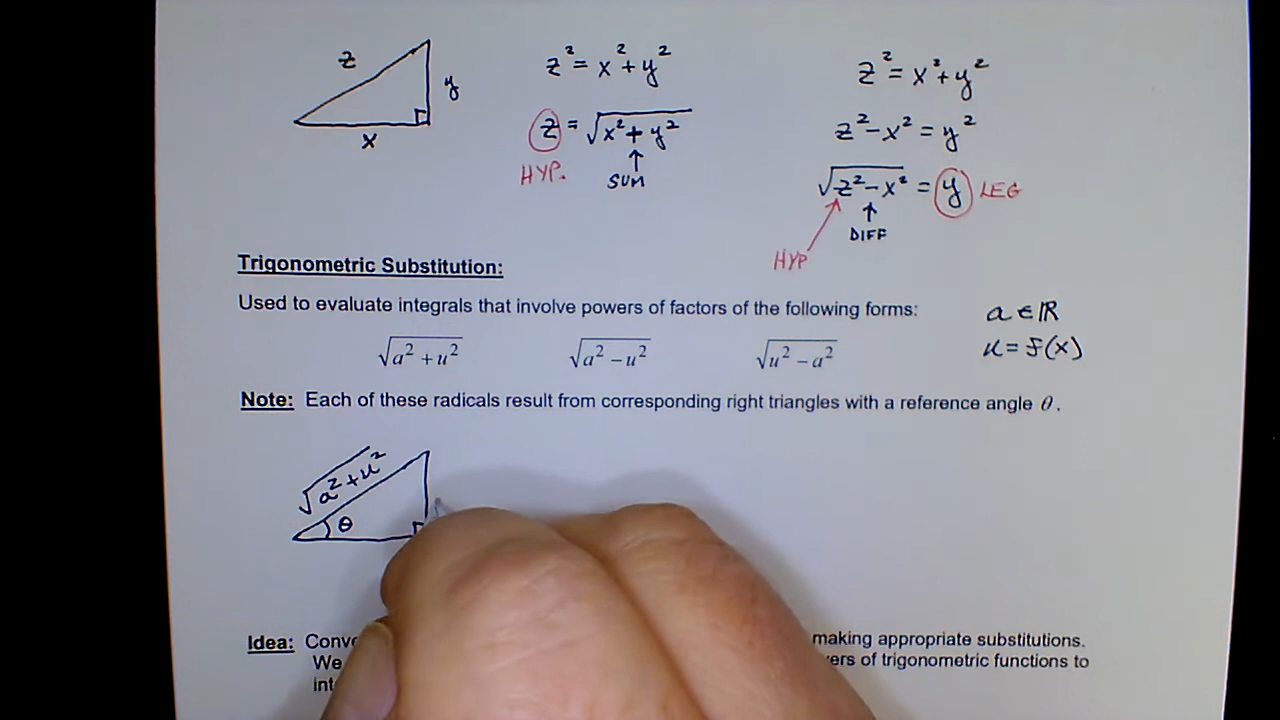 z
y
x
z² = x² + y²
z = √(x² + y²)
HYP.
↑
SUM
z² = x² + y²
z² - x² = y²
√(z² - x²) = y LEG
↑
DIFF
HYP
Trigonometric Substitution:
Used to evaluate integrals that involve powers of factors of the following forms:
a ∈ ℝ
√(a² + u²) √(a² - u²) √(u² - a²)
u = f(x)
Note: Each of these radicals result from corresponding right triangles with a reference angle θ.
√(a² + u²)
θ
Idea: making appropriate substitutions.
We of trigonometric functions to